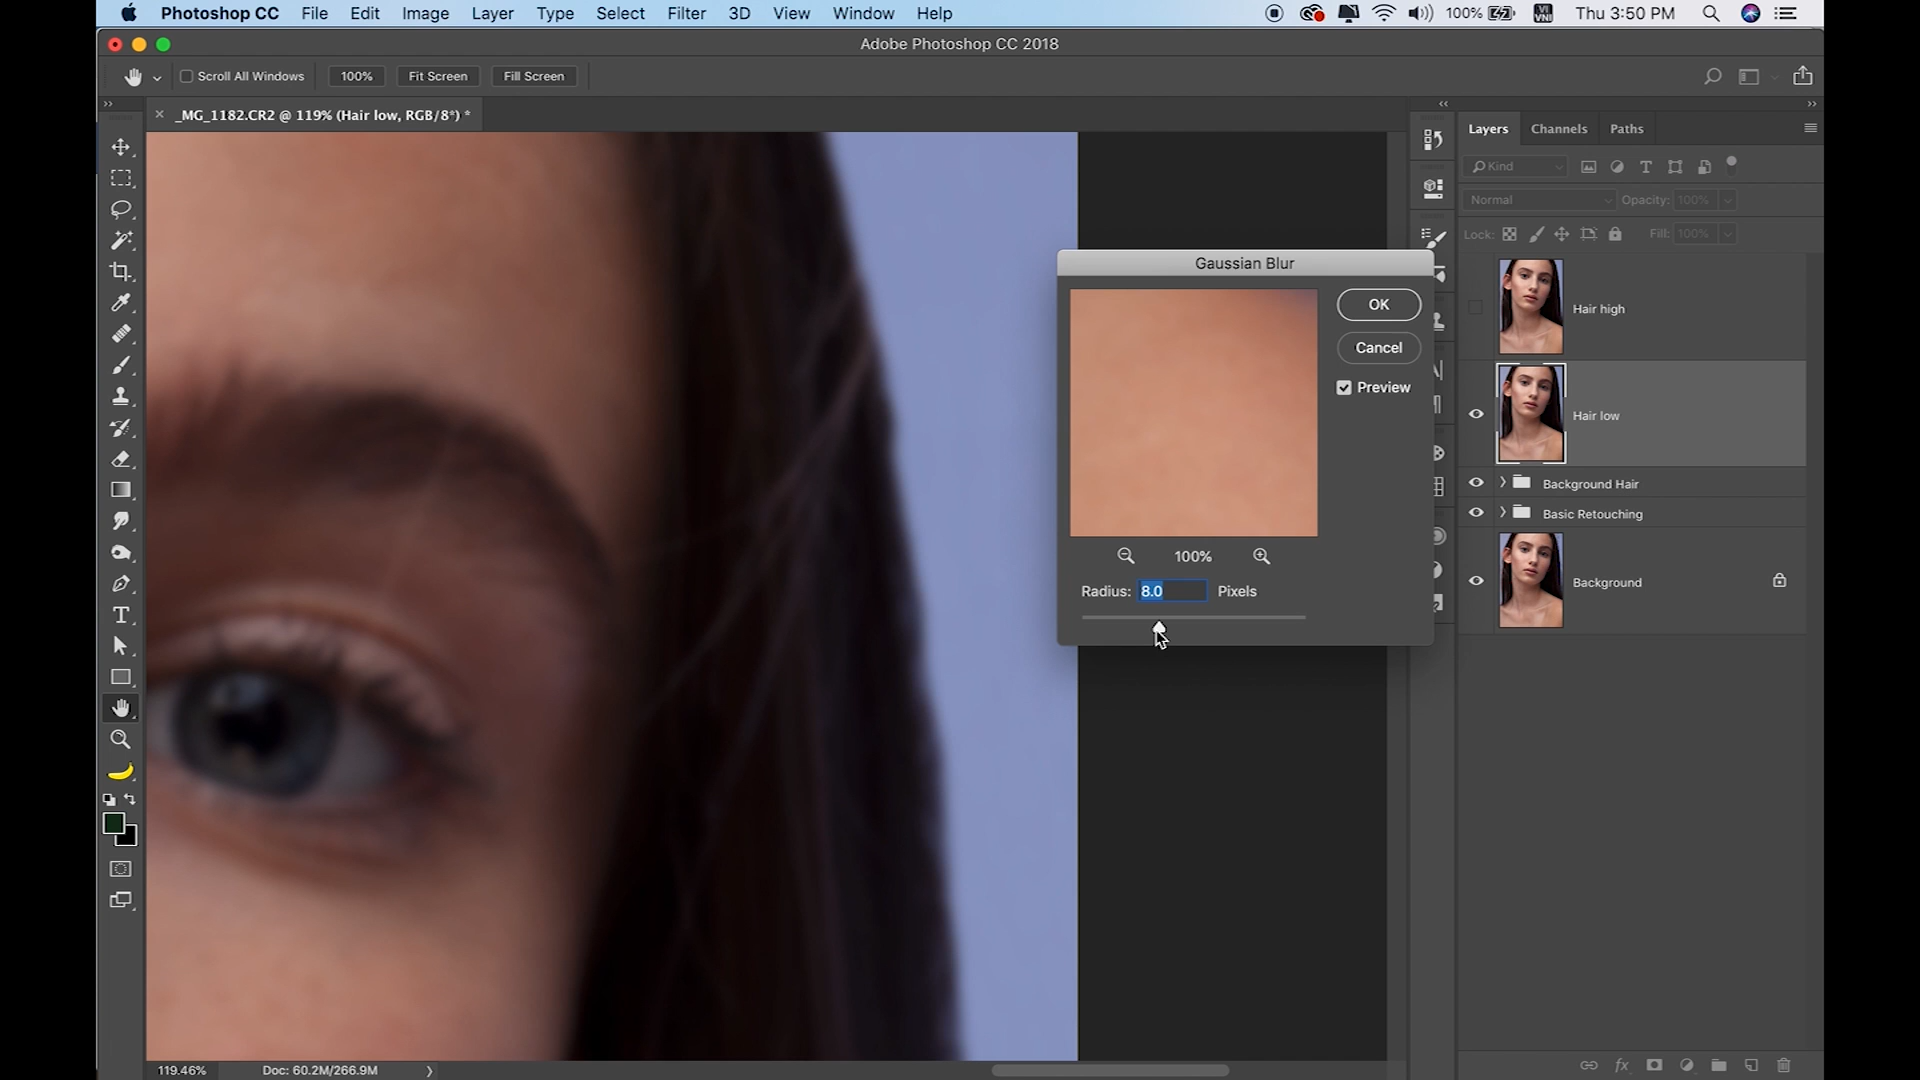 Photoshop CC File Edit Image Layer Type Select Filter 3D View Window Help 100% VI VNI Thu 3:50 PM
Adobe Photoshop CC 2018
Scroll All Windows 100% Fit Screen Fill Screen
_MG_1182.CR2 @ 119% (Hair low, RGB/8*) *
Layers Channels Paths
Kind
Normal Opacity: 100%
Lock: Fill: 100%
Gaussian Blur
OK
Cancel
Preview
100%
Radius: 8.0 Pixels
Hair high
Hair low
Background Hair
Basic Retouching
Background
119.46% Doc: 60.2M/266.9M